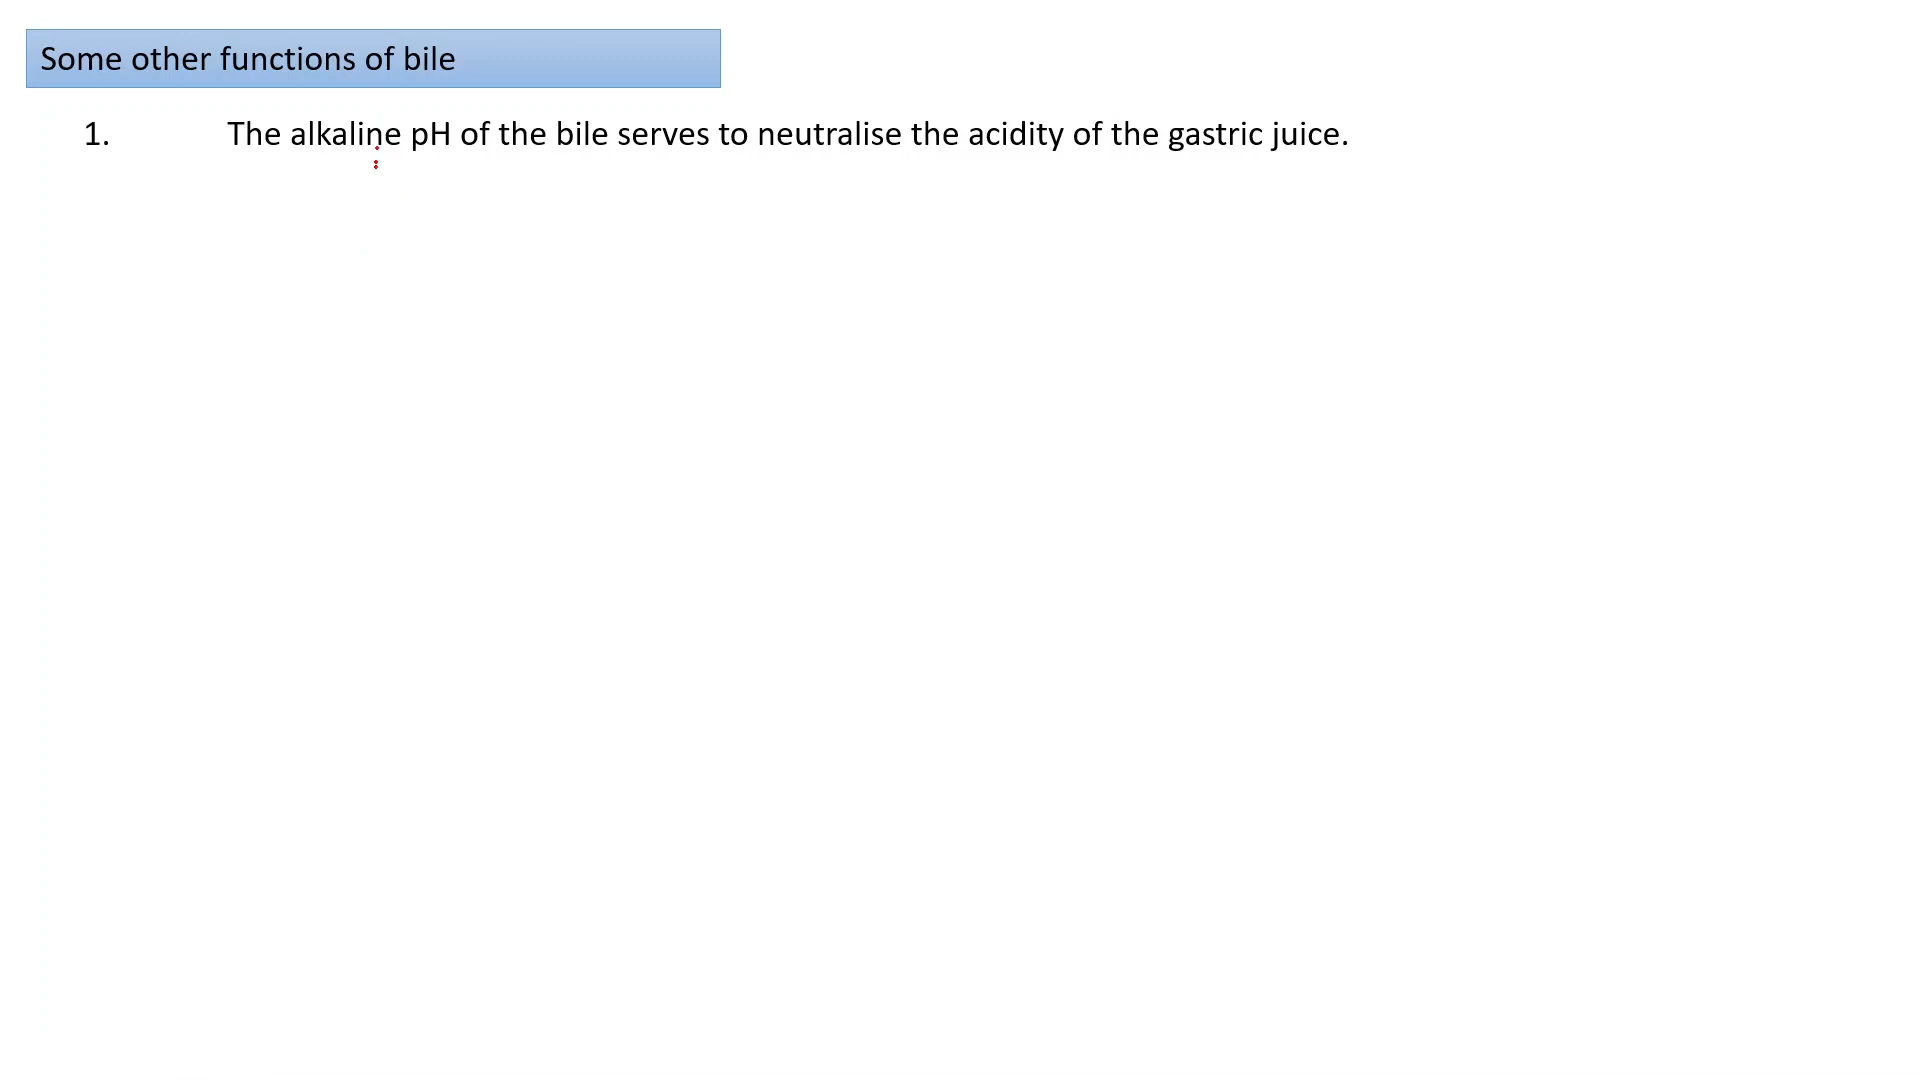 Some other functions of bile
1. The alkaline pH of the bile serves to neutralise the acidity of the gastric juice.